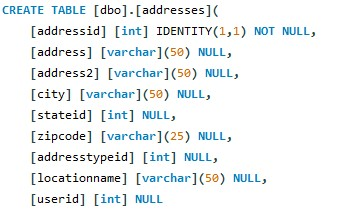 CREATE TABLE [dbo].[addresses](
[addressid] [int] IDENTITY(1,1) NOT NULL,
[address] [varchar](50) NULL,
[address2] [varchar](50) NULL,
[city] [varchar](50) NULL,
[stateid] [int] NULL,
[zipcode] [varchar](25) NULL,
[addresstypeid] [int] NULL,
[locationname] [varchar](50) NULL,
[userid] [int] NULL